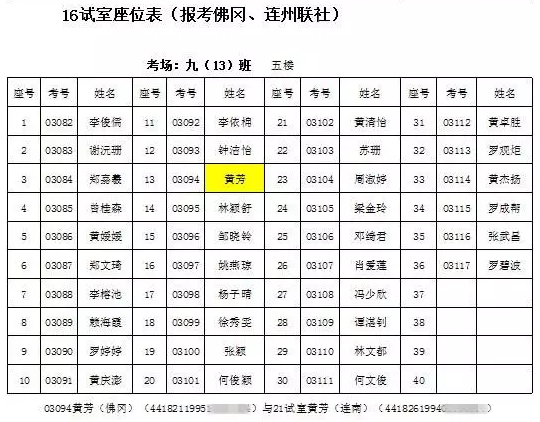 16试室座位表（报考佛冈、连州联社）
考场：九（13）班 五楼
座号 考号 姓名 座号 考号 姓名 座号 考号 姓名 座号 考号 姓名
1 03082 李俊儒 11 03092 李依棉 21 03102 黄清怡 31 03112 黄卓胜
2 03083 谢沅珊 12 03093 钟洁怡 22 03103 苏珊 32 03113 罗观炬
3 03084 郑嘉羲 13 03094 黄芳 23 03104 周淑婷 33 03114 黄杰扬
4 03085 曾桂森 14 03095 林颖舒 24 03105 梁金玲 34 03115 罗成帮
5 03086 黄媛媛 15 03096 邹晓铃 25 03106 邓绮君 35 03116 张武昌
6 03087 郑文琦 16 03097 姚燕琼 26 03107 肖爱莲 36 03117 罗碧波
7 03088 李榕池 17 03098 杨子晴 27 03108 冯少欣 37
8 03089 赖海霞 18 03099 徐秀雯 28 03109 谭湛钊 38
9 03090 罗婷婷 19 03100 张颖 29 03110 林文都 39
10 03091 黄庆澎 20 03101 何俊颖 30 03111 何文俊 40
03094黄芳（佛冈）（44182119951 ）与21试室黄芳（连南）（44182619940 ）